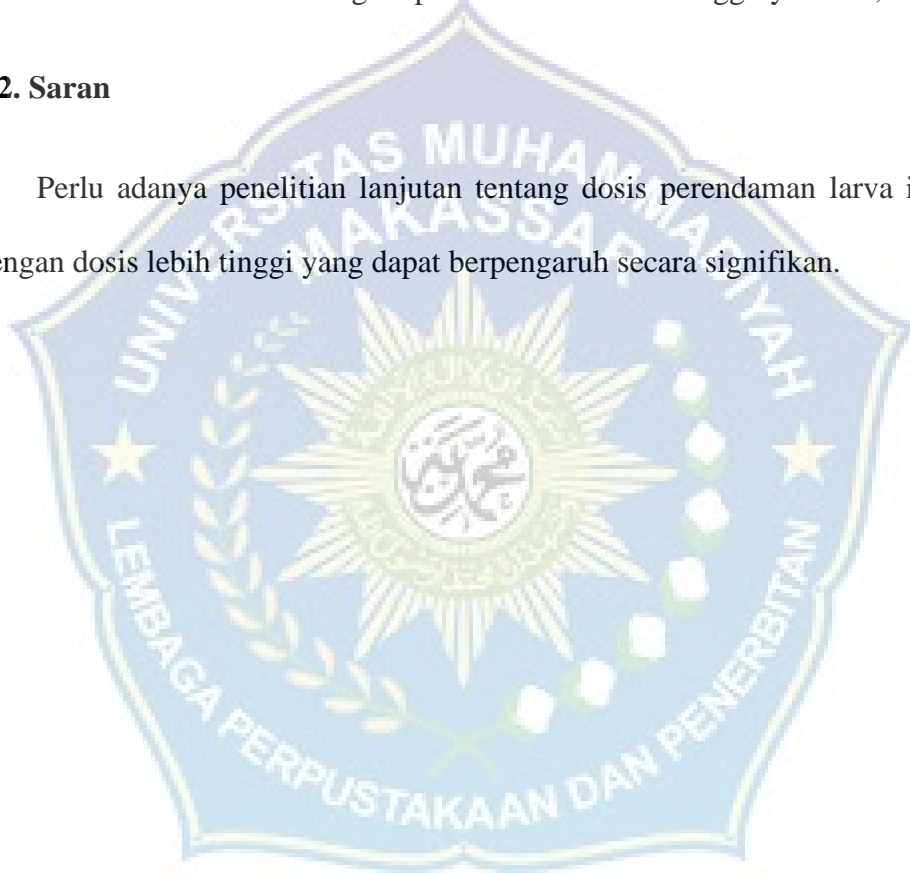 2. Saran
Perlu adanya penelitian lanjutan tentang dosis perendaman larva i
engan dosis lebih tinggi yang dapat berpengaruh secara signifikan.
UNIVERSITAS MUHAMMADIYAH
MAKASSAR
LEMBAGA PERPUSTAKAAN DAN PENERBITAN